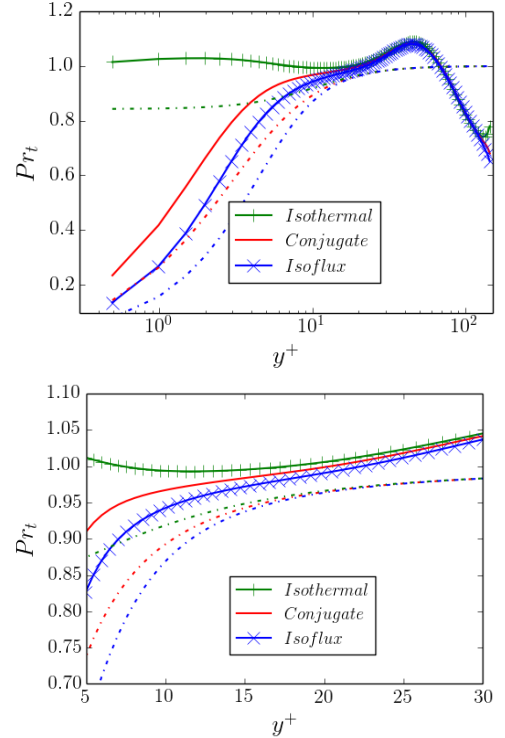 1.0
0.8
0.6
0.4
0.2
Pr_t
Isothermal
Conjugate
Isoflux
10^0
10^1
10^2
y^+
1.10
1.05
1.00
0.95
0.90
0.85
0.80
0.75
0.70
Pr_t
Isothermal
Conjugate
Isoflux
5
10
15
20
25
30
y^+